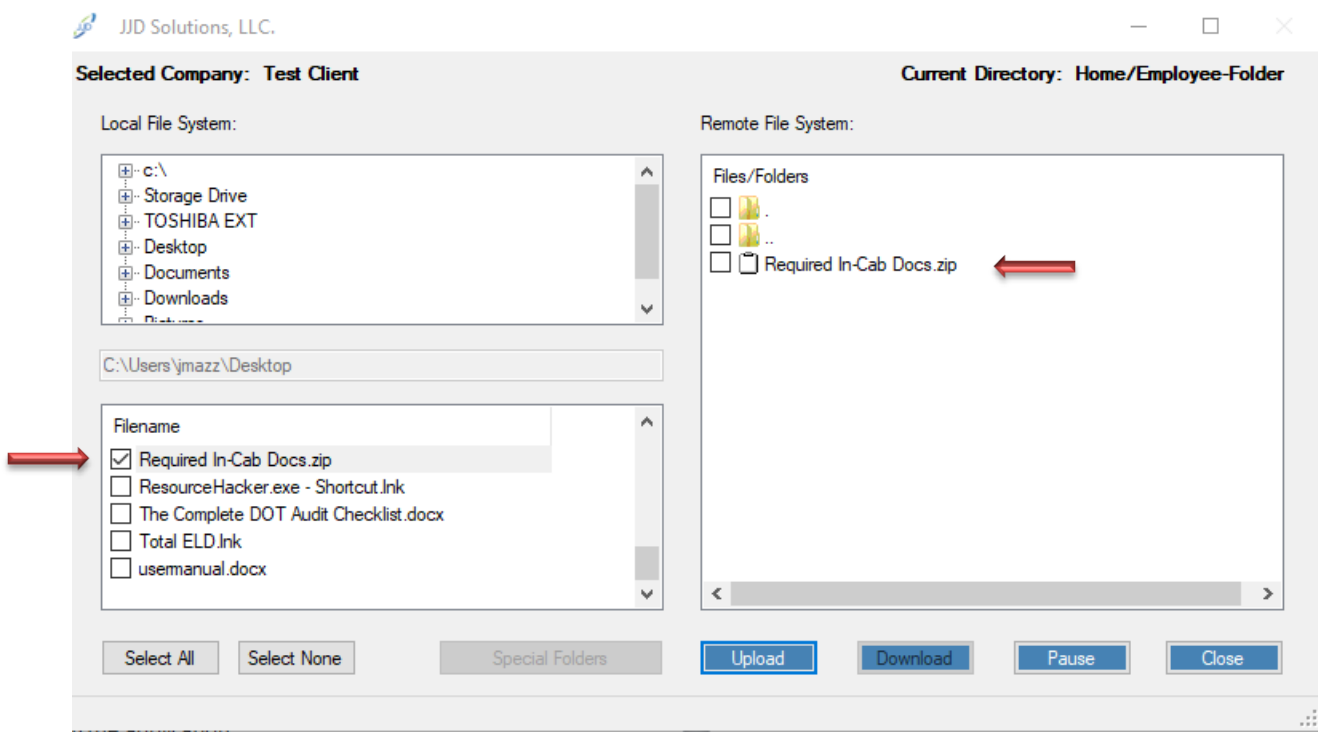 JJD Solutions, LLC.
Selected Company: Test Client
Current Directory: Home/Employee-Folder
Local File System:
c:\
Storage Drive
TOSHIBA EXT
Desktop
Documents
Downloads
C:\Users\jmazz\Desktop
Filename
Required In-Cab Docs.zip
ResourceHacker.exe - Shortcut.lnk
The Complete DOT Audit Checklist.docx
Total ELD.lnk
usermanual.docx
Select All
Select None
Special Folders
Remote File System:
Files/Folders
.
..
Required In-Cab Docs.zip
Upload
Download
Pause
Close